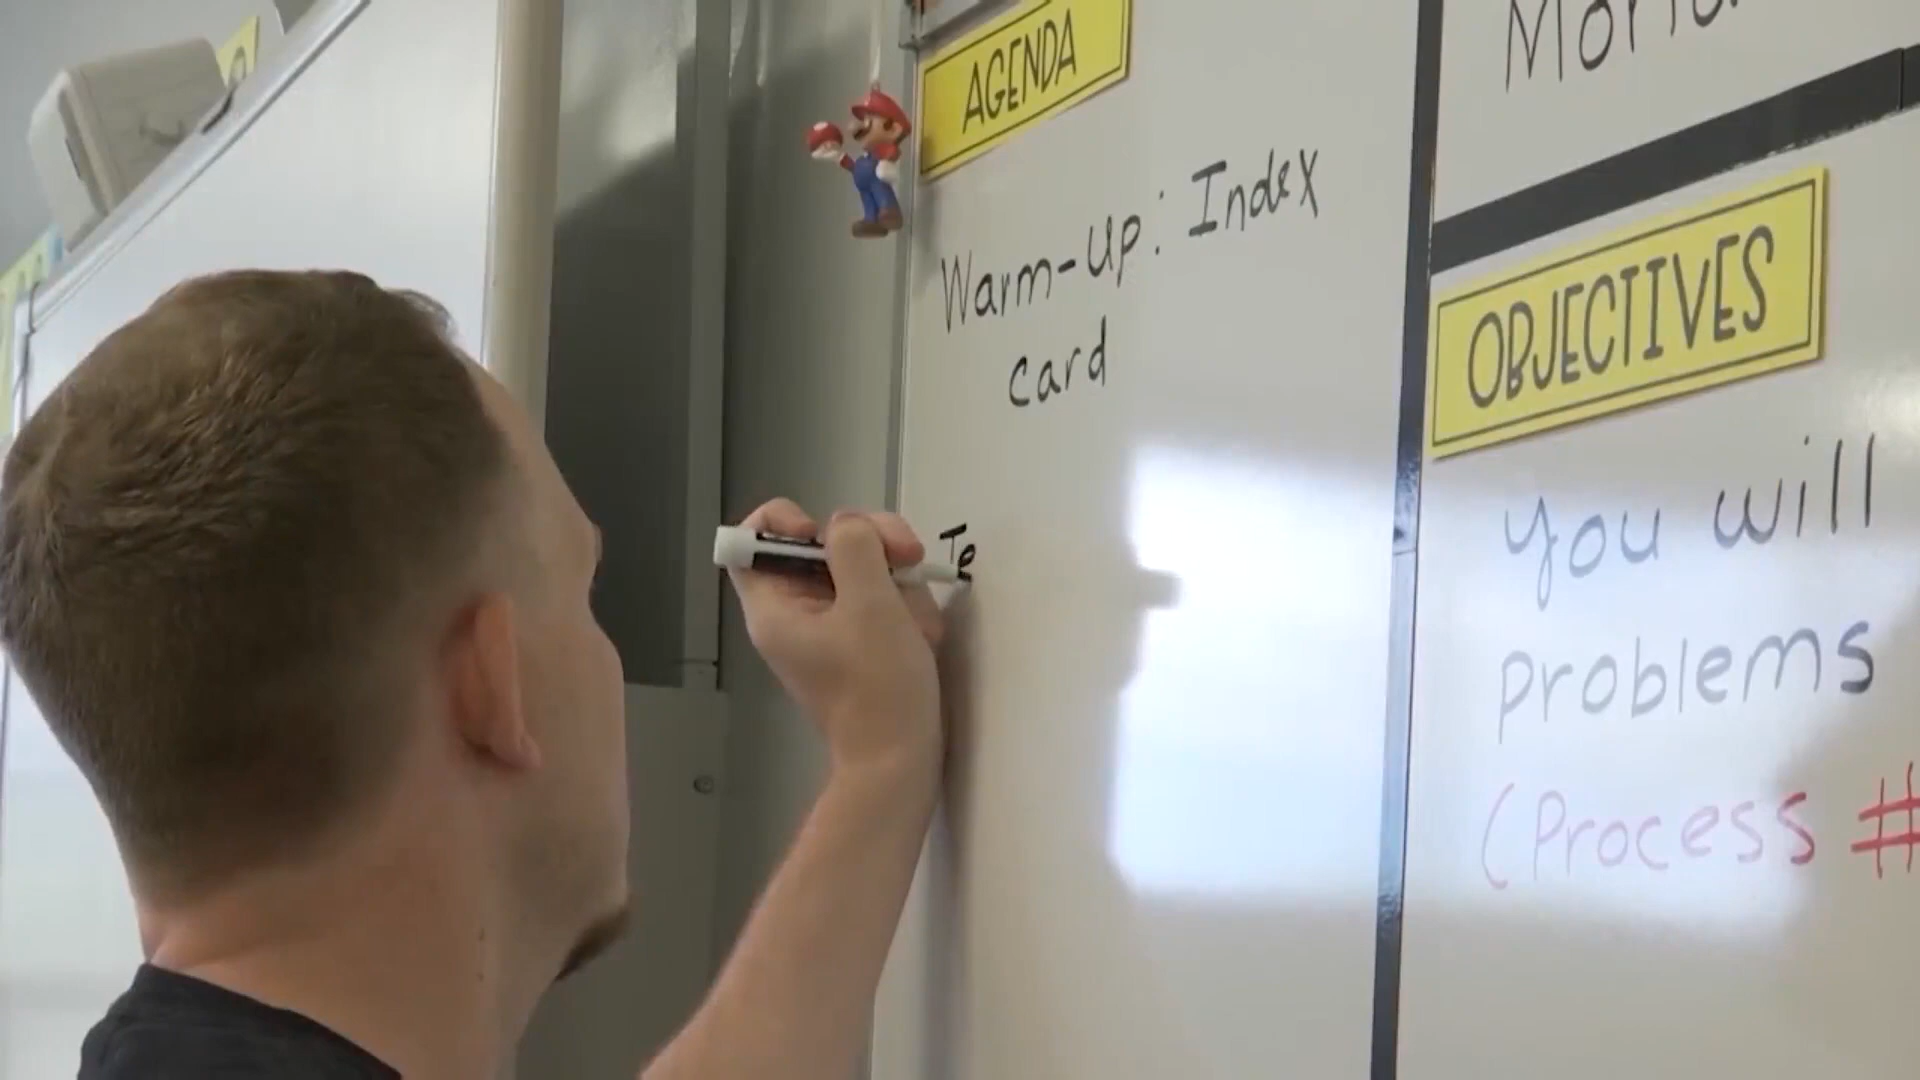 AGENDA
Warm-Up: Index
card
Te
OBJECTIVES
You will
problems
(Process #